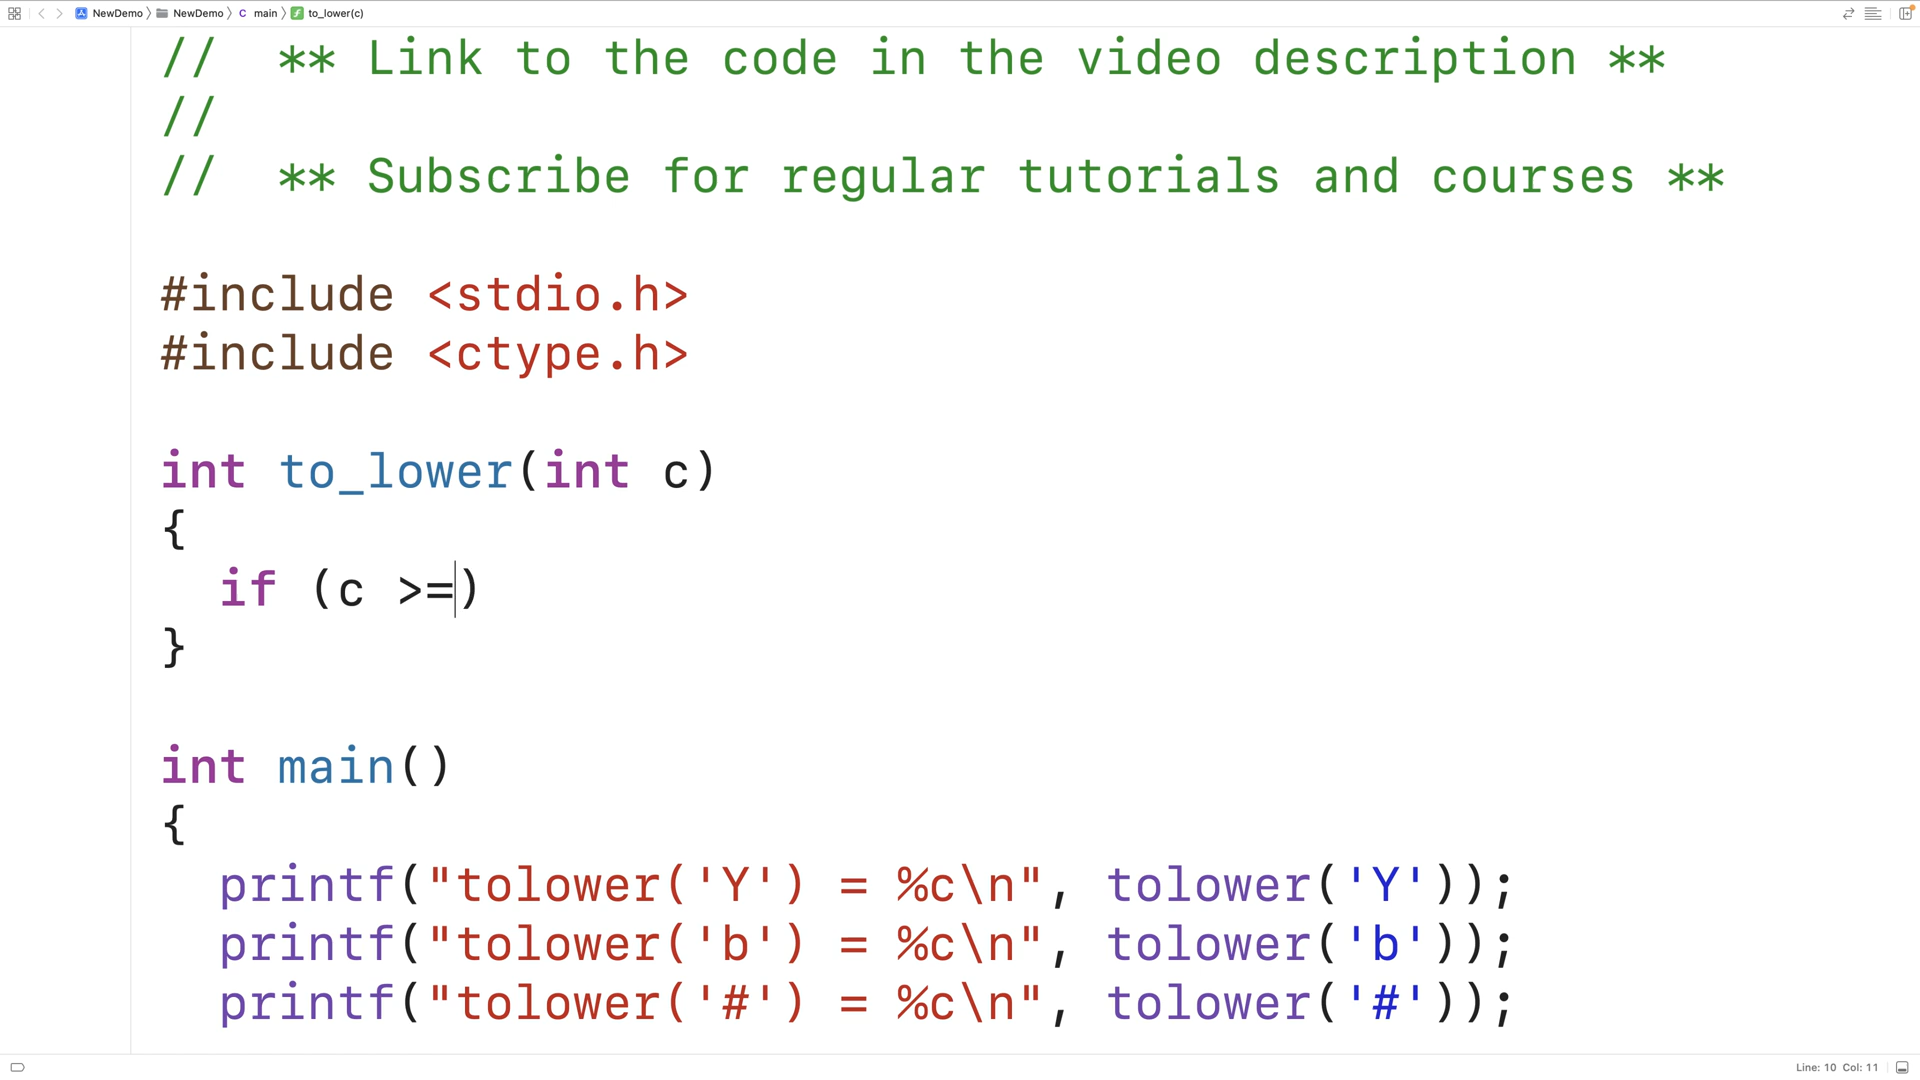 NewDemo NewDemo C main f to_lower(c)
//  ** Link to the code in the video description **
//
//  ** Subscribe for regular tutorials and courses **
#include <stdio.h>
#include <ctype.h>
int to_lower(int c)
{
  if (c >=)
}
int main()
{
  printf("tolower('Y') = %c\n", tolower('Y'));
  printf("tolower('b') = %c\n", tolower('b'));
  printf("tolower('#') = %c\n", tolower('#'));
Line: 10 Col: 11